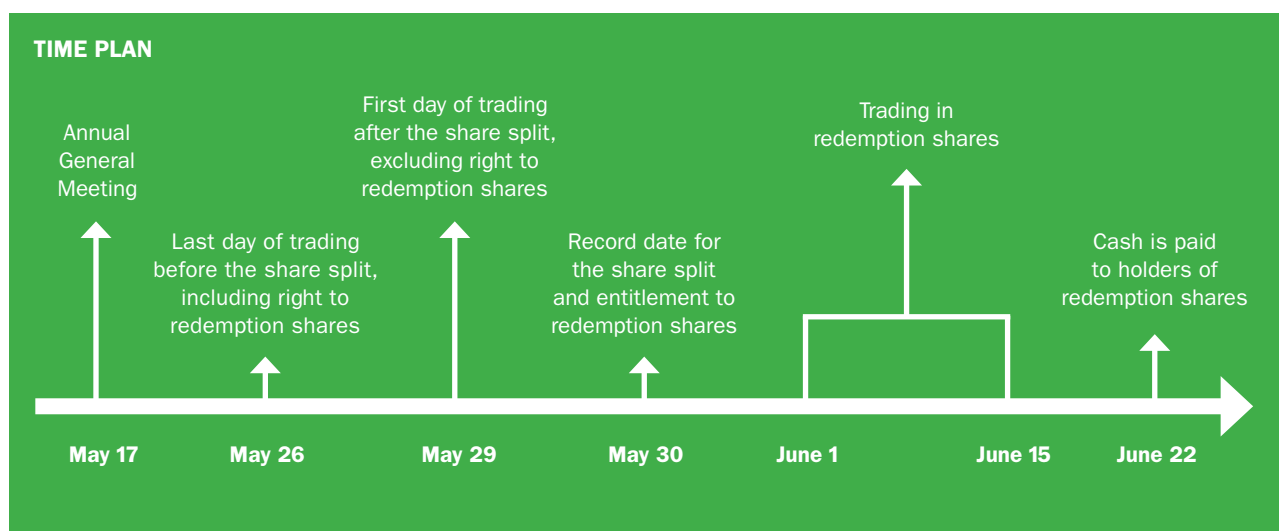 TIME PLAN
Annual
General
Meeting
Last day of trading
before the share split,
including right to
redemption shares
First day of trading
after the share split,
excluding right to
redemption shares
Record date for
the share split
and entitlement to
redemption shares
Trading in
redemption shares
Cash is paid
to holders of
redemption shares
May 17
May 26
May 29
May 30
June 1
June 15
June 22